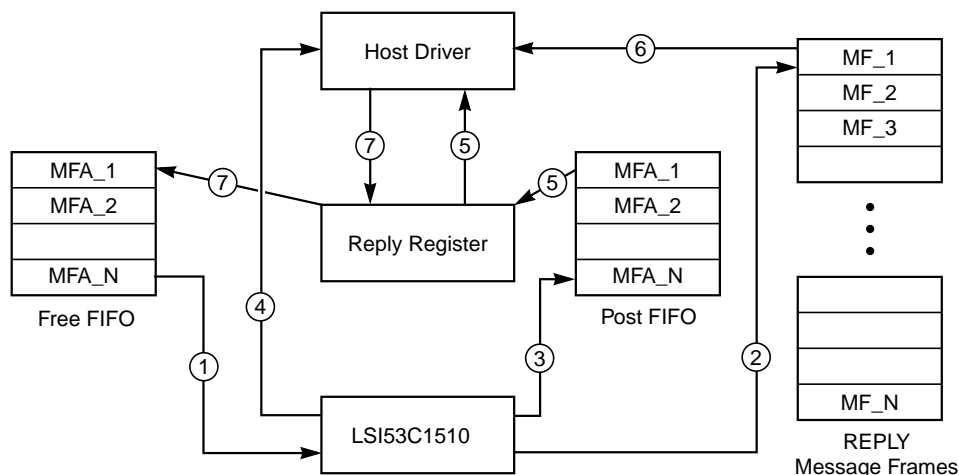 Host Driver
6
MF_1
MF_2
MF_3
7
5
MFA_1
MFA_2
MFA_N
Free FIFO
7
Reply Register
5
MFA_1
MFA_2
MFA_N
Post FIFO
4
1
3
2
LSI53C1510
MF_N
REPLY
Message Frames